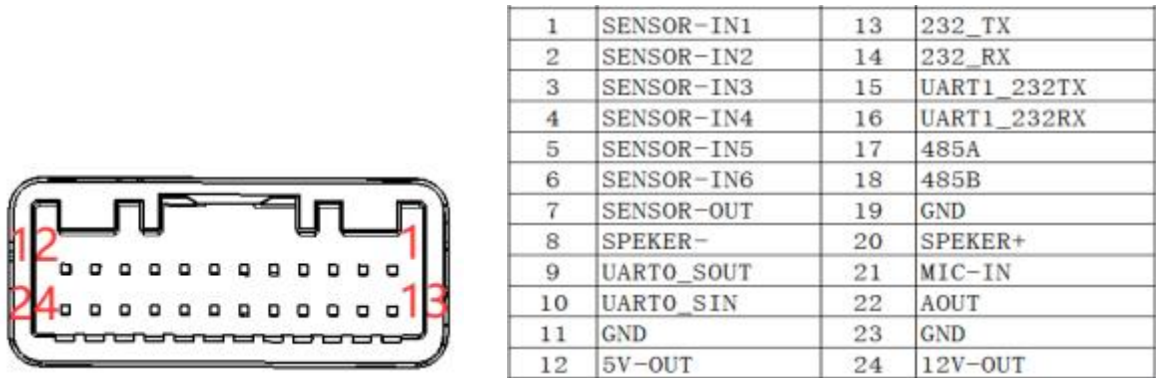 12 1
24 13
1 SENSOR-IN1 13 232_TX
2 SENSOR-IN2 14 232_RX
3 SENSOR-IN3 15 UART1_232TX
4 SENSOR-IN4 16 UART1_232RX
5 SENSOR-IN5 17 485A
6 SENSOR-IN6 18 485B
7 SENSOR-OUT 19 GND
8 SPEKER- 20 SPEKER+
9 UARTO_SOUT 21 MIC-IN
10 UARTO_SIN 22 AOUT
11 GND 23 GND
12 5V-OUT 24 12V-OUT